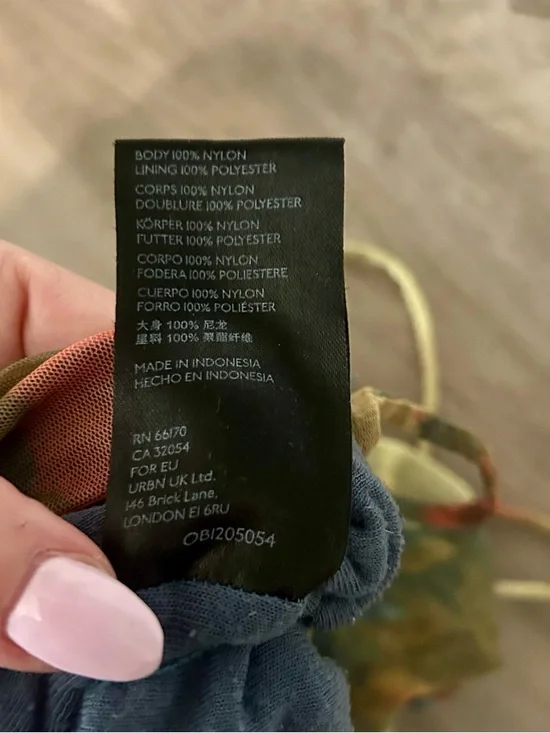 BODY 100% NYLON
LINING 100% POLYESTER
CORPS 100% NYLON
DOUBLURE 100% POLYESTER
KÖRPER 100% NYLON
FUTTER 100% POLYESTER
CORPO 100% NYLON
FODERA 100% POLIESTERE
CUERPO 100% NYLON
FORRO 100% POLIÉSTER
大身 100% 尼龙
里料 100% 聚酯纤维
MADE IN INDONESIA
HECHO EN INDONESIA
RN 66170
CA 32054
FOR EU
URBN UK Ltd.
146 Brick Lane,
LONDON E1 6RU
OB1205054